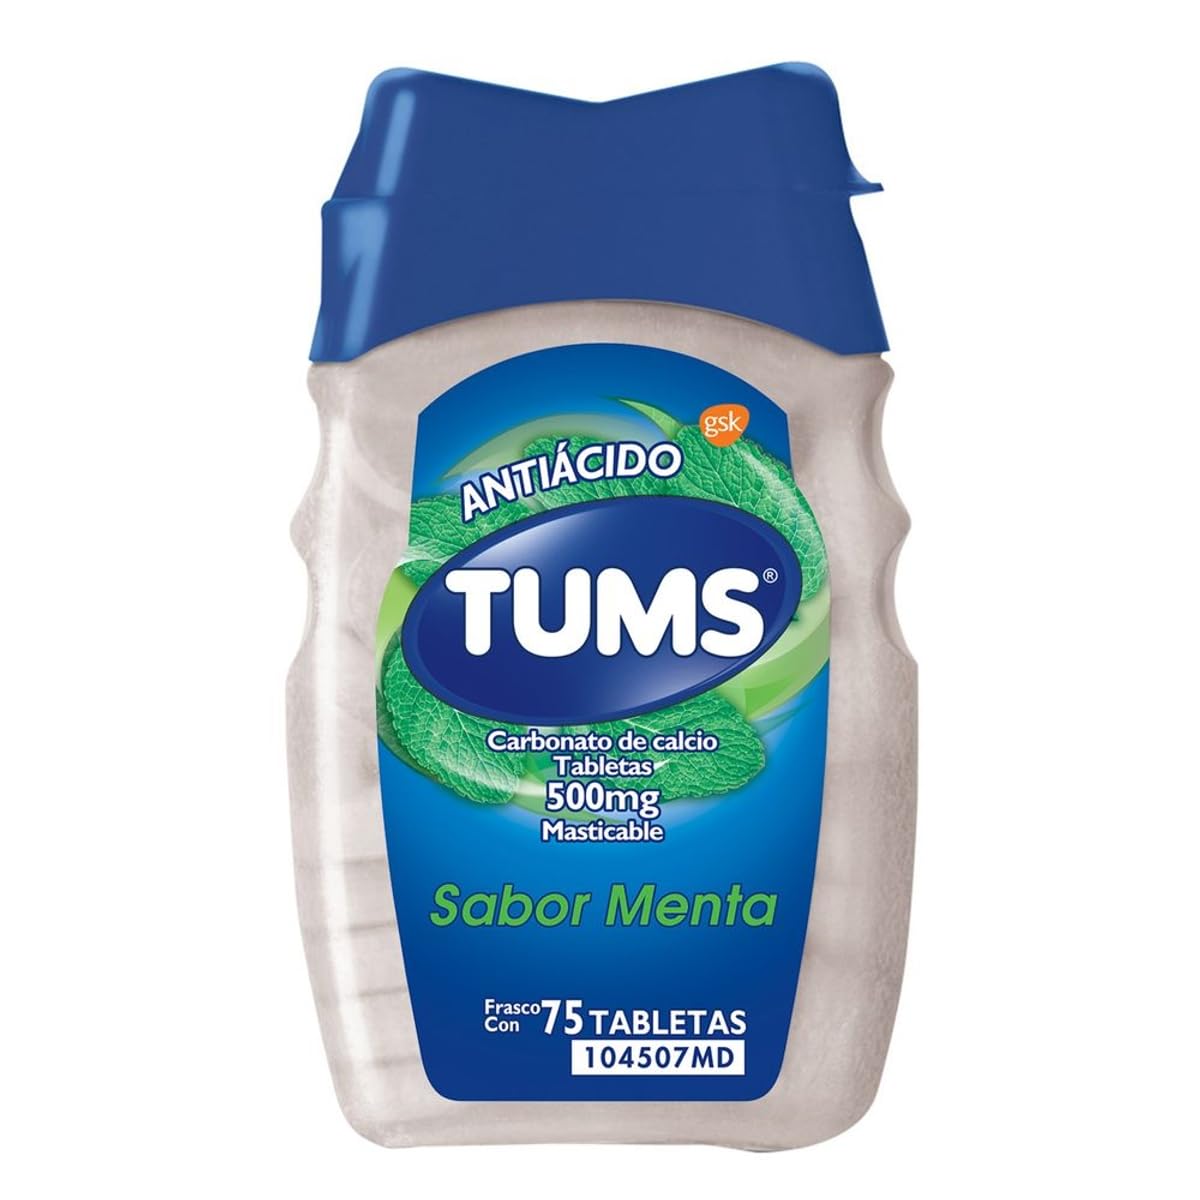 gsk
ANTIÁCIDO
TUMS®
Carbonato de calcio
Tabletas
500mg
Masticable
Sabor Menta
Frasco Con 75 TABLETAS
104507MD